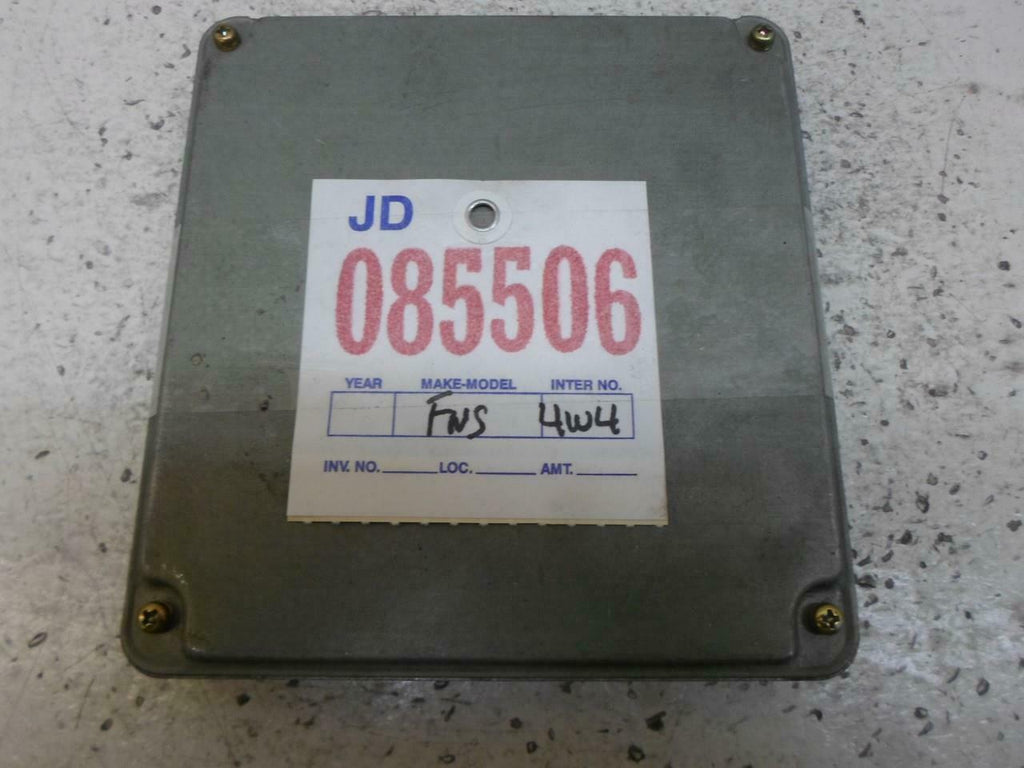 JD
085506
YEAR MAKE-MODEL INTER NO.
FNS 4W4
INV. NO. LOC. AMT.